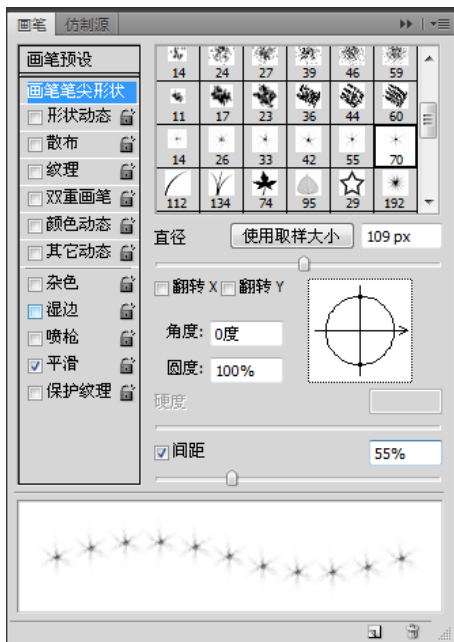 画笔 仿制源
画笔预设
画笔笔尖形状
形状动态
散布
纹理
双重画笔
颜色动态
其它动态
杂色
湿边
喷枪
平滑
保护纹理
14 24 27 39 46 59
11 17 23 36 44 60
14 26 33 42 55 70
112 134 74 95 29 192
直径 使用取样大小 109 px
翻转 X 翻转 Y
角度: 0度
圆度: 100%
硬度
间距 55%